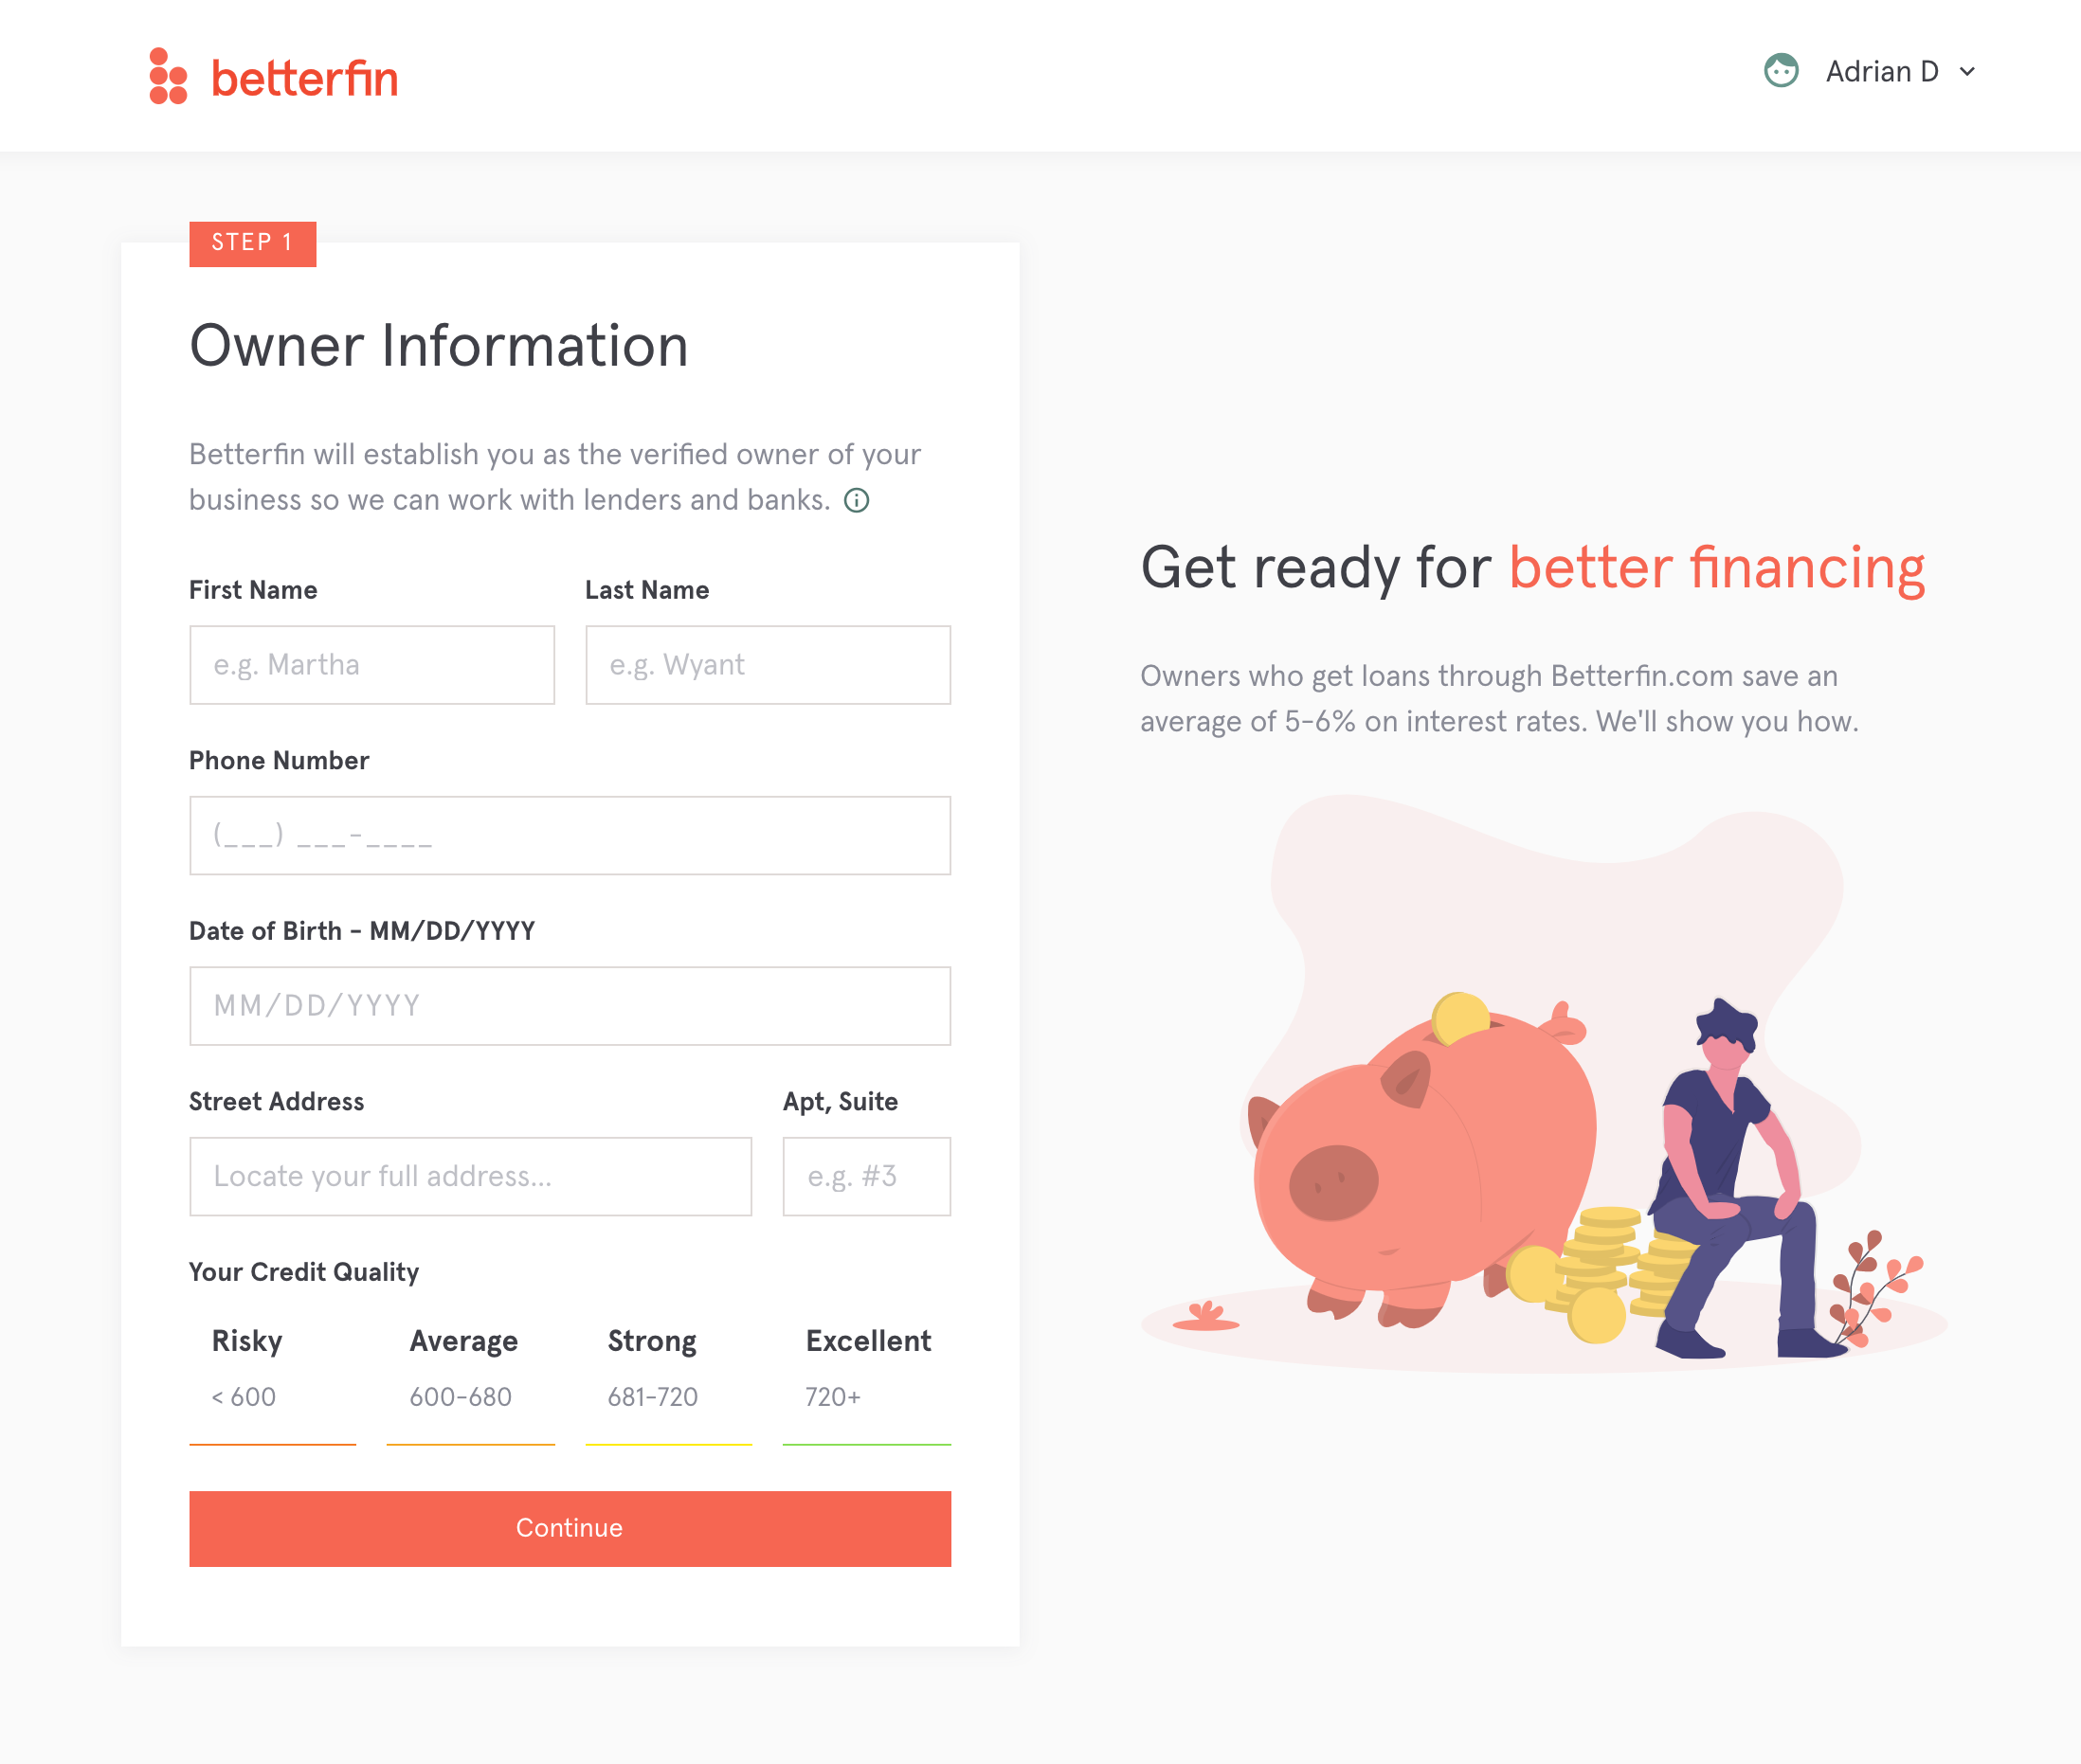 betterfin
Adrian D
STEP 1
Owner Information
Betterfin will establish you as the verified owner of your
business so we can work with lenders and banks.
First Name
Last Name
e.g. Martha
e.g. Wyant
Phone Number
(___) ___-____
Date of Birth - MM/DD/YYYY
MM/DD/YYYY
Street Address
Apt, Suite
Locate your full address...
e.g. #3
Your Credit Quality
Risky
< 600
Average
600-680
Strong
681-720
Excellent
720+
Continue
Get ready for better financing
Owners who get loans through Betterfin.com save an
average of 5-6% on interest rates. We'll show you how.